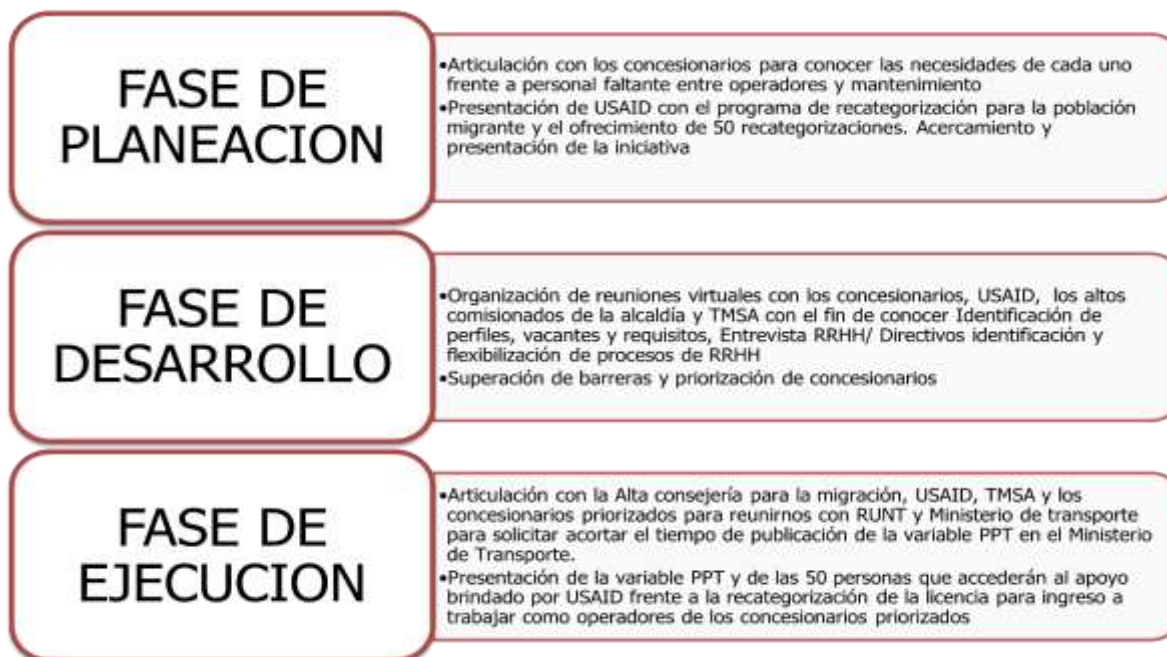 FASE DE
PLANEACION
•Articulación con los concesionarios para conocer las necesidades de cada uno
frente a personal faltante entre operadores y mantenimiento
•Presentación de USAID con el programa de recategorización para la población
migrante y el ofrecimiento de 50 recategorizaciones. Acercamiento y
presentación de la iniciativa
FASE DE
DESARROLLO
•Organización de reuniones virtuales con los concesionarios, USAID, los altos
comisionados de la alcaldía y TMSA con el fin de conocer Identificación de
perfiles, vacantes y requisitos, Entrevista RRHH/ Directivos identificación y
flexibilización de procesos de RRHH
•Superación de barreras y priorización de concesionarios
FASE DE
EJECUCION
•Articulación con la Alta consejería para la migración, USAID, TMSA y los
concesionarios priorizados para reunirnos con RUNT y Ministerio de transporte
para solicitar acortar el tiempo de publicación de la variable PPT en el Ministerio
de Transporte.
•Presentación de la variable PPT y de las 50 personas que accederán al apoyo
brindado por USAID frente a la recategorización de la licencia para ingreso a
trabajar como operadores de los concesionarios priorizados